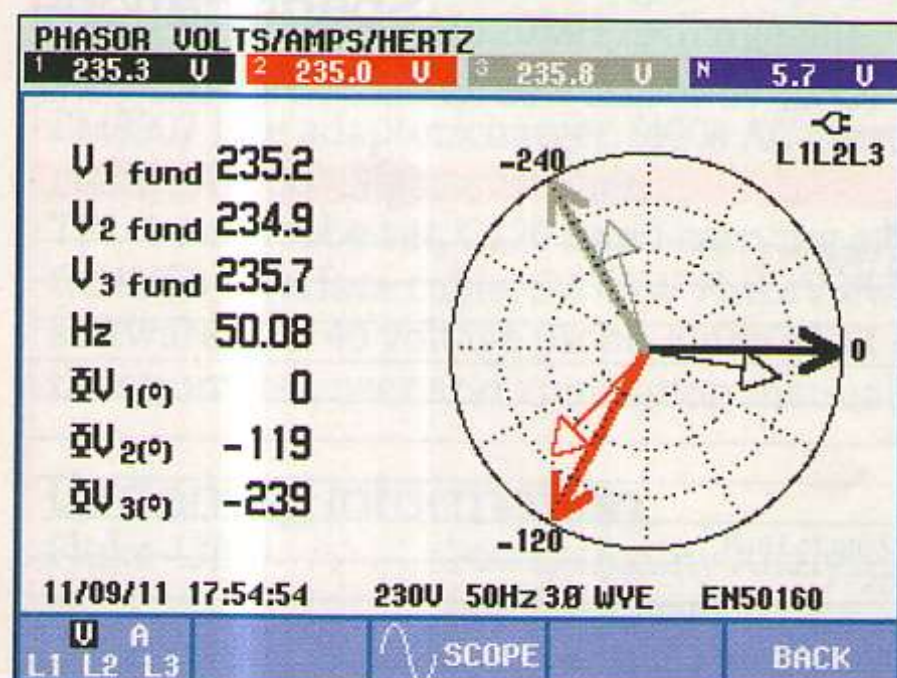 PHASOR VOLTS/AMPS/HERTZ
1 235.3 V 2 235.0 V 3 235.8 V N 5.7 V
L1L2L3
V1 fund 235.2
V2 fund 234.9
V3 fund 235.7
Hz 50.08
ΦV1(°) 0
ΦV2(°) -119
ΦV3(°) -239
-240
0
-120
11/09/11 17:54:54 230V 50Hz 3Ø WYE EN50160
V A
L1 L2 L3
SCOPE
BACK